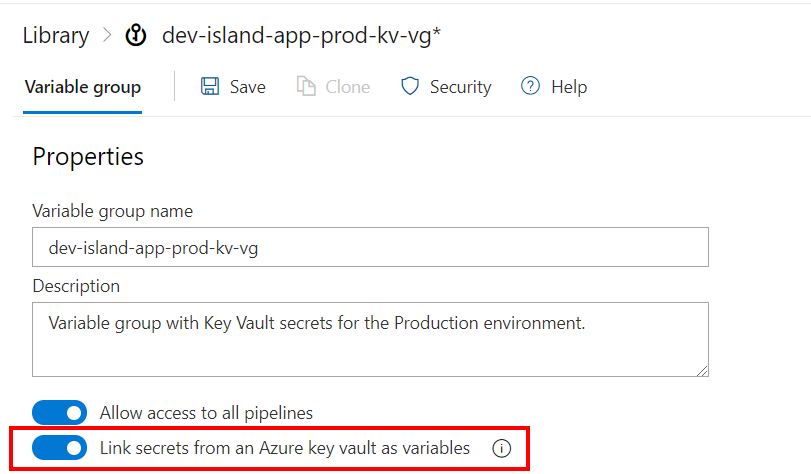 Library > dev-island-app-prod-kv-vg*
Variable group Save Clone Security Help
Properties
Variable group name
dev-island-app-prod-kv-vg
Description
Variable group with Key Vault secrets for the Production environment.
Allow access to all pipelines
Link secrets from an Azure key vault as variables